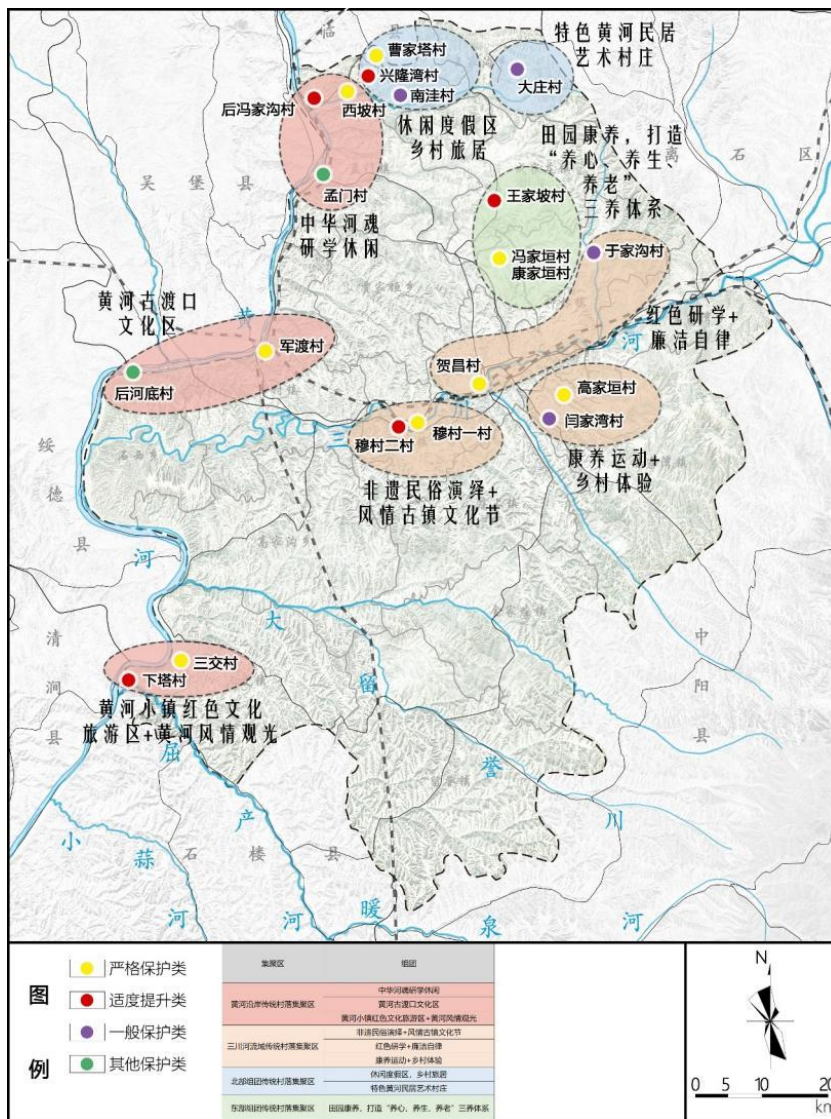 临县
曹家塔村
兴隆湾村
南洼村
特色黄河民居
艺术村庄
大庄村
后冯家沟村
西坡村
休闲度假区
乡村旅居
田园康养，打造
“养心、养生、
养老”
三养体系
离石区
吴堡县
孟门村
中华河魂
研学休闲
王家坡村
冯家垣村
康家垣村
于家沟村
黄河古渡口
文化区
黄
军渡村
后河底村
红色研学+
廉洁自律
河
贺昌村
高家垣村
闫家湾村
三
穆村二村
穆村一村
康养运动+
乡村体验
非遗民俗演绎+
风情古镇文化节
绥德县
河
大
中阳县
清涧县
三交村
下塔村
黄河小镇红色文化
旅游区+黄河风情观光
留
誉
川
屈
产
河
小
蒜
河
石楼县
暖
泉
河
图例
严格保护类
适度提升类
一般保护类
其他保护类
集聚区 组团
黄河沿岸传统村落集聚区
中华河魂研学休闲
黄河古渡口文化区
黄河小镇红色文化旅游区+黄河风情观光
三川河流域传统村落集聚区
非遗民俗演绎+风情古镇文化节
红色研学+廉洁自律
康养运动+乡村体验
北部组团传统村落集聚区
休闲度假区，乡村旅居
特色黄河民居艺术村庄
东部组团传统村落集聚区
田园康养，打造“养心、养生、养老”三养体系
N
0 5 10 20
km